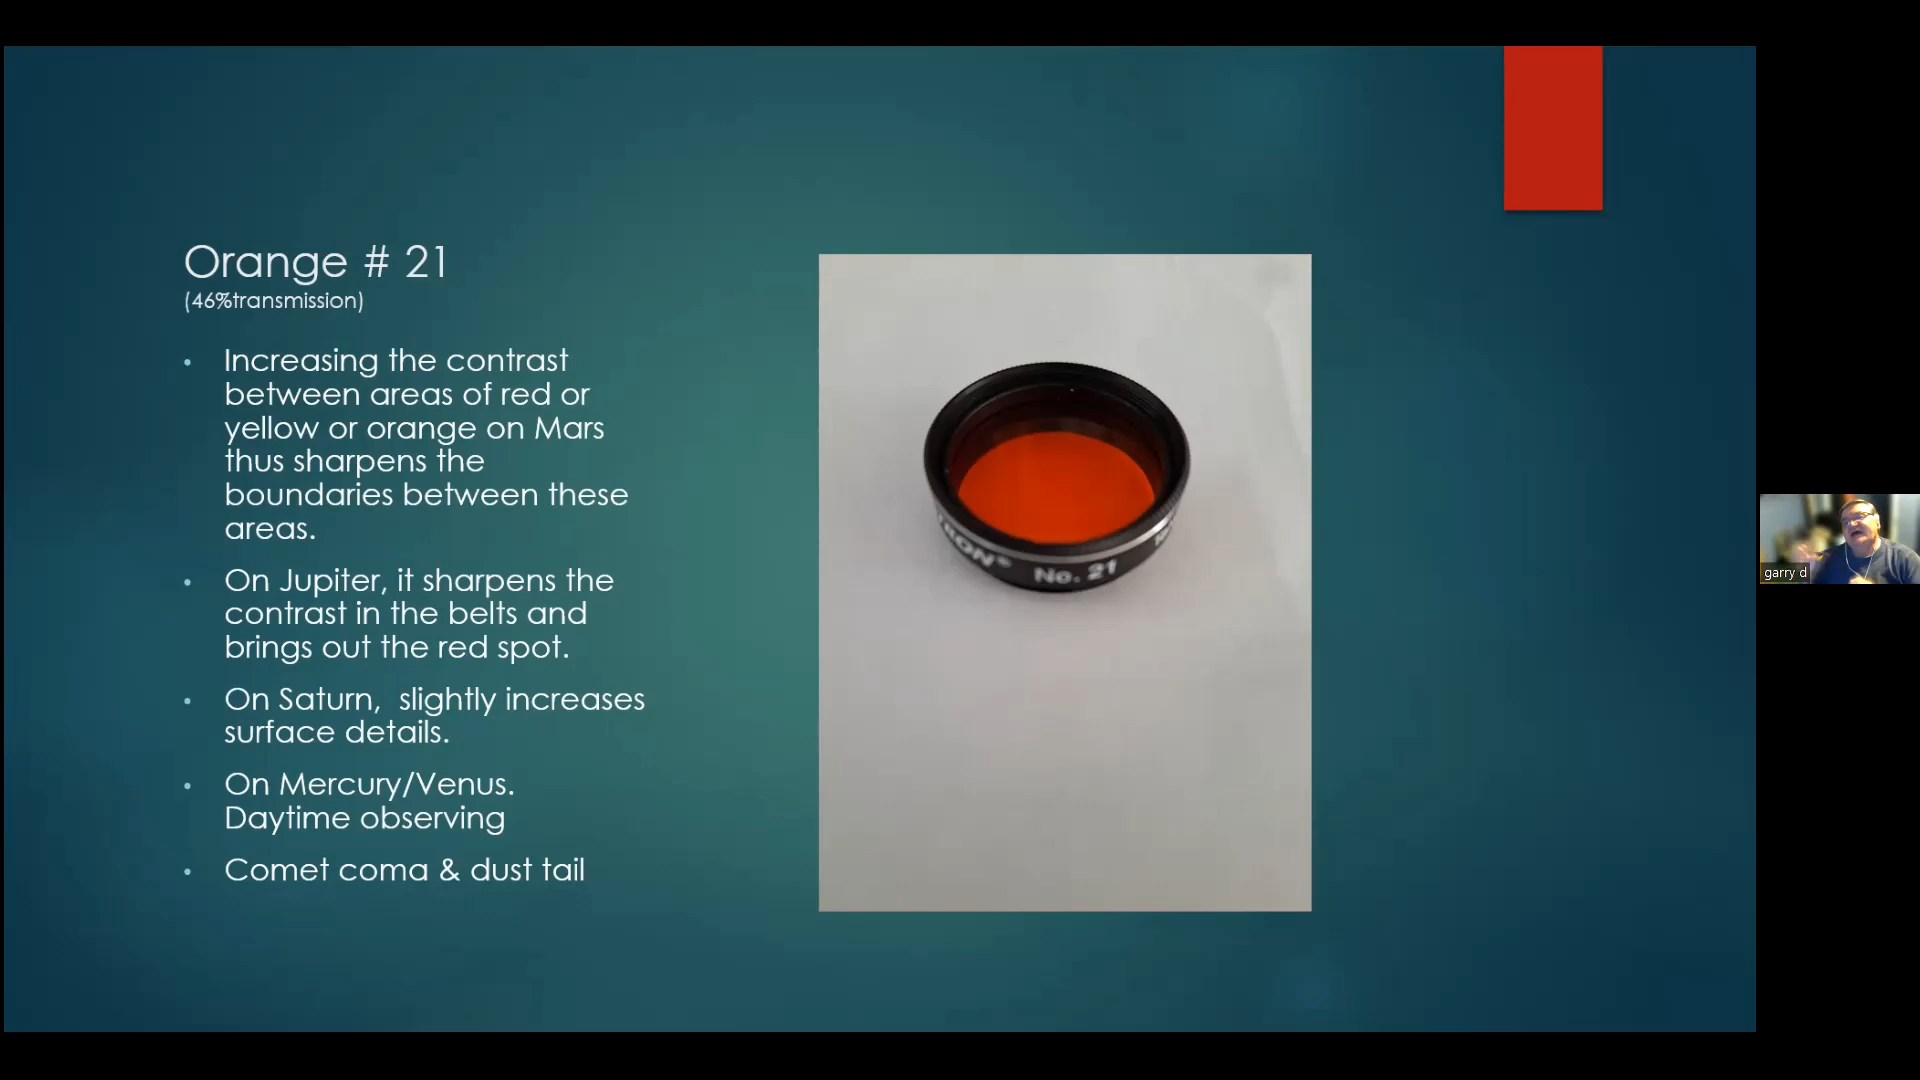 Orange # 21
(46%transmission)
• Increasing the contrast
between areas of red or
yellow or orange on Mars
thus sharpens the
boundaries between these
areas.
• On Jupiter, it sharpens the
contrast in the belts and
brings out the red spot.
• On Saturn,  slightly increases
surface details.
• On Mercury/Venus.
Daytime observing
• Comet coma & dust tail
No. 21
garry d